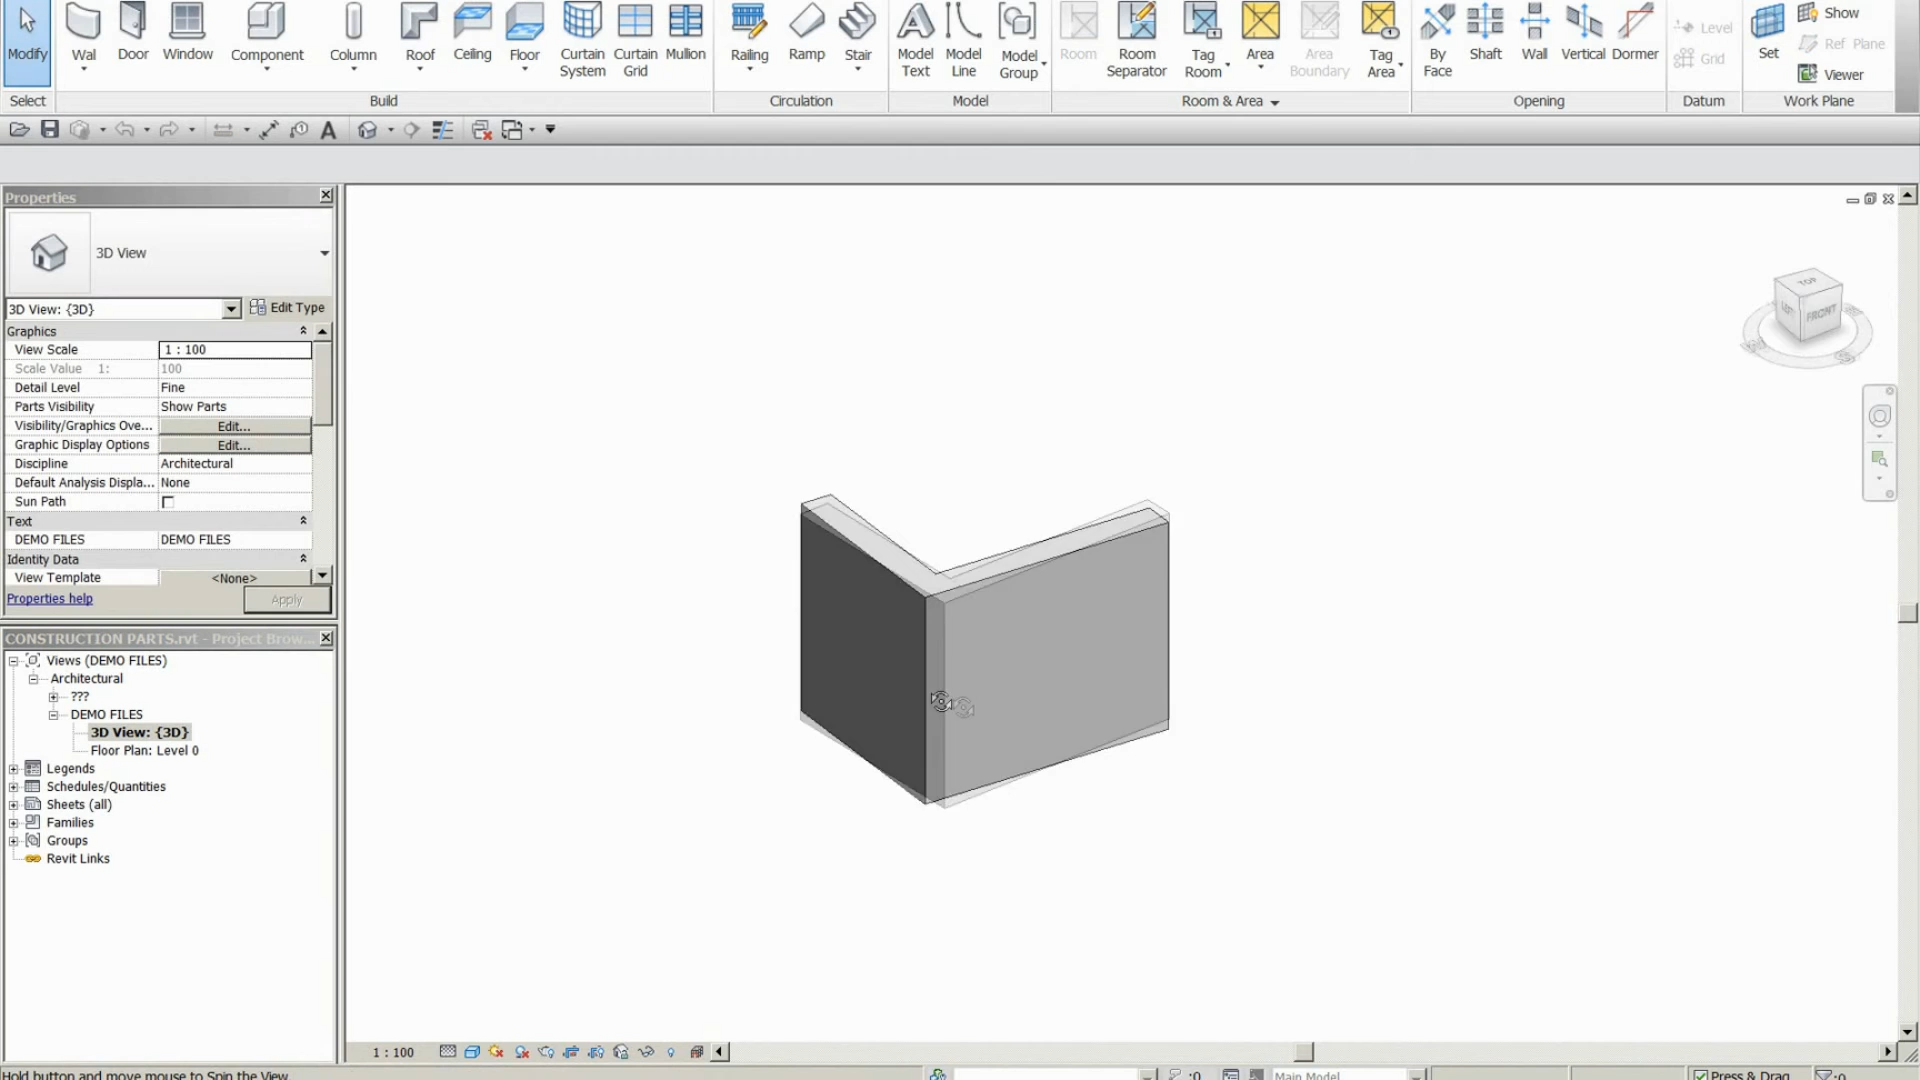 Modify
Wal
Door
Window
Component
Column
Roof
Ceiling
Floor
Curtain System
Curtain Grid
Mullion
Railing
Ramp
Stair
Model Text
Model Line
Model Group
Room
Room Separator
Tag Room
Area
Area Boundary
Tag Area
By Face
Shaft
Wall
Vertical
Dormer
Level
Grid
Set
Show
Ref Plane
Viewer
Select
Build
Circulation
Model
Room & Area
Opening
Datum
Work Plane
Properties
3D View
3D View: {3D}
Edit Type
Graphics
View Scale 1 : 100
Scale Value 1: 100
Detail Level Fine
Parts Visibility Show Parts
Visibility/Graphics Ove... Edit...
Graphic Display Options Edit...
Discipline Architectural
Default Analysis Displa... None
Sun Path
Text
DEMO FILES DEMO FILES
Identity Data
View Template <None>
Properties help
Apply
CONSTRUCTION PARTS.rvt - Project Brow...
Views (DEMO FILES)
Architectural
???
DEMO FILES
3D View: {3D}
Floor Plan: Level 0
Legends
Schedules/Quantities
Sheets (all)
Families
Groups
Revit Links
TOP
FRONT
1 : 100
Hold button and move mouse to Spin the View.
:0
Main Model
Press & Drag
:0